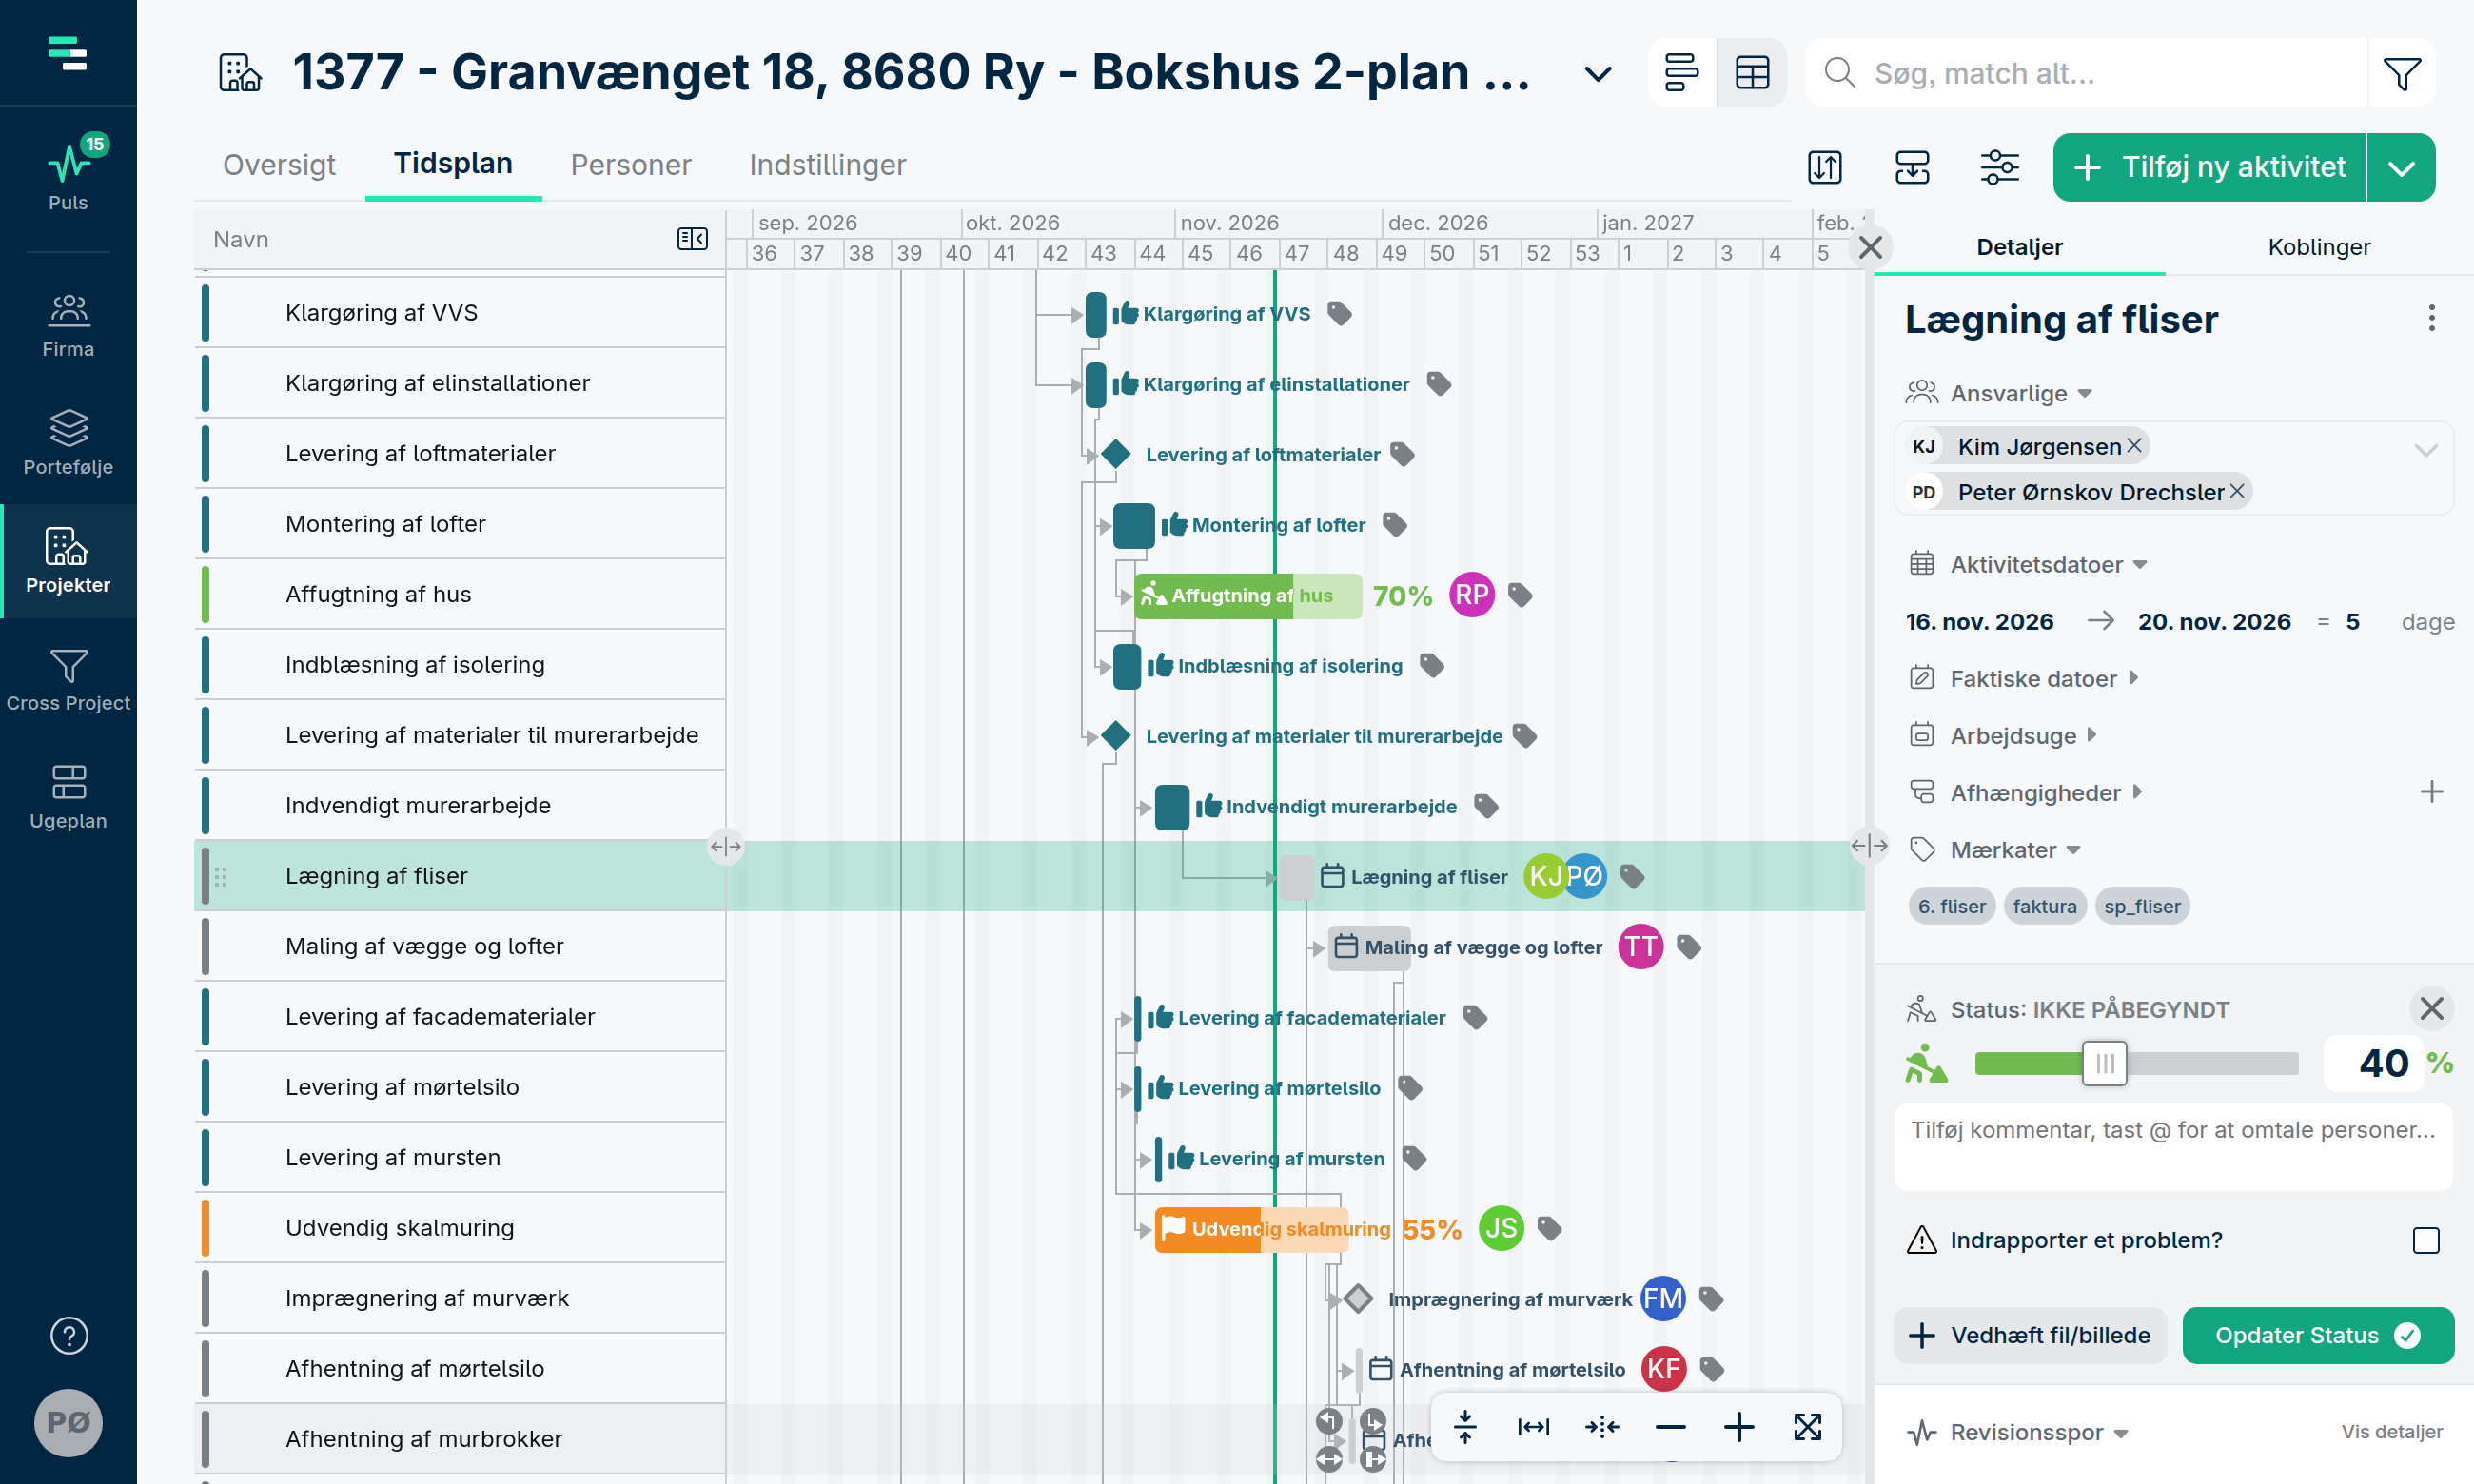 1377 - Granvænget 18, 8680 Ry - Bokshus 2-plan ...
Søg, match alt...
15
Puls
Firma
Portefølje
Projekter
Cross Project
Ugeplan
PØ
Oversigt
Tidsplan
Personer
Indstillinger
Tilføj ny aktivitet
Navn
sep. 2026 okt. 2026 nov. 2026 dec. 2026 jan. 2027 feb.
36 37 38 39 40 41 42 43 44 45 46 47 48 49 50 51 52 53 1 2 3 4 5
Klargøring af VVS Klargøring af VVS
Klargøring af elinstallationer Klargøring af elinstallationer
Levering af loftmaterialer Levering af loftmaterialer
Montering af lofter Montering af lofter
Affugtning af hus Affugtning af hus 70% RP
Indblæsning af isolering Indblæsning af isolering
Levering af materialer til murerarbejde Levering af materialer til murerarbejde
Indvendigt murerarbejde Indvendigt murerarbejde
Lægning af fliser Lægning af fliser KJ PØ
Maling af vægge og lofter Maling af vægge og lofter TT
Levering af facadematerialer Levering af facadematerialer
Levering af mørtelsilo Levering af mørtelsilo
Levering af mursten Levering af mursten
Udvendig skalmuring Udvendig skalmuring 55% JS
Imprægnering af murværk Imprægnering af murværk FM
Afhentning af mørtelsilo Afhentning af mørtelsilo KF
Afhentning af murbrokker Afhe
Detaljer
Koblinger
Lægning af fliser
Ansvarlige
KJ Kim Jørgensen
PD Peter Ørnskov Drechsler
Aktivitetsdatoer
16. nov. 2026 → 20. nov. 2026 = 5 dage
Faktiske datoer
Arbejdsuge
Afhængigheder
Mærkater
6. fliser faktura sp_fliser
Status: IKKE PÅBEGYNDT
40 %
Tilføj kommentar, tast @ for at omtale personer...
Indrapporter et problem?
Vedhæft fil/billede
Opdater Status
Revisionsspor Vis detaljer